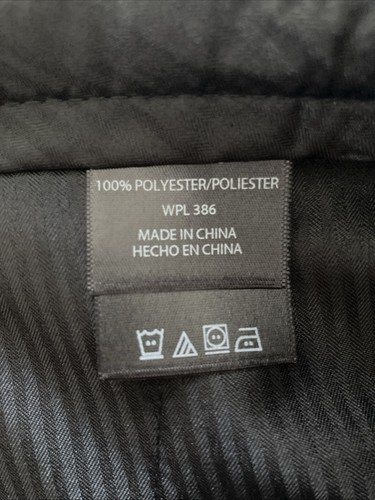 100% POLYESTER/POLIESTER
WPL 386
MADE IN CHINA
HECHO EN CHINA